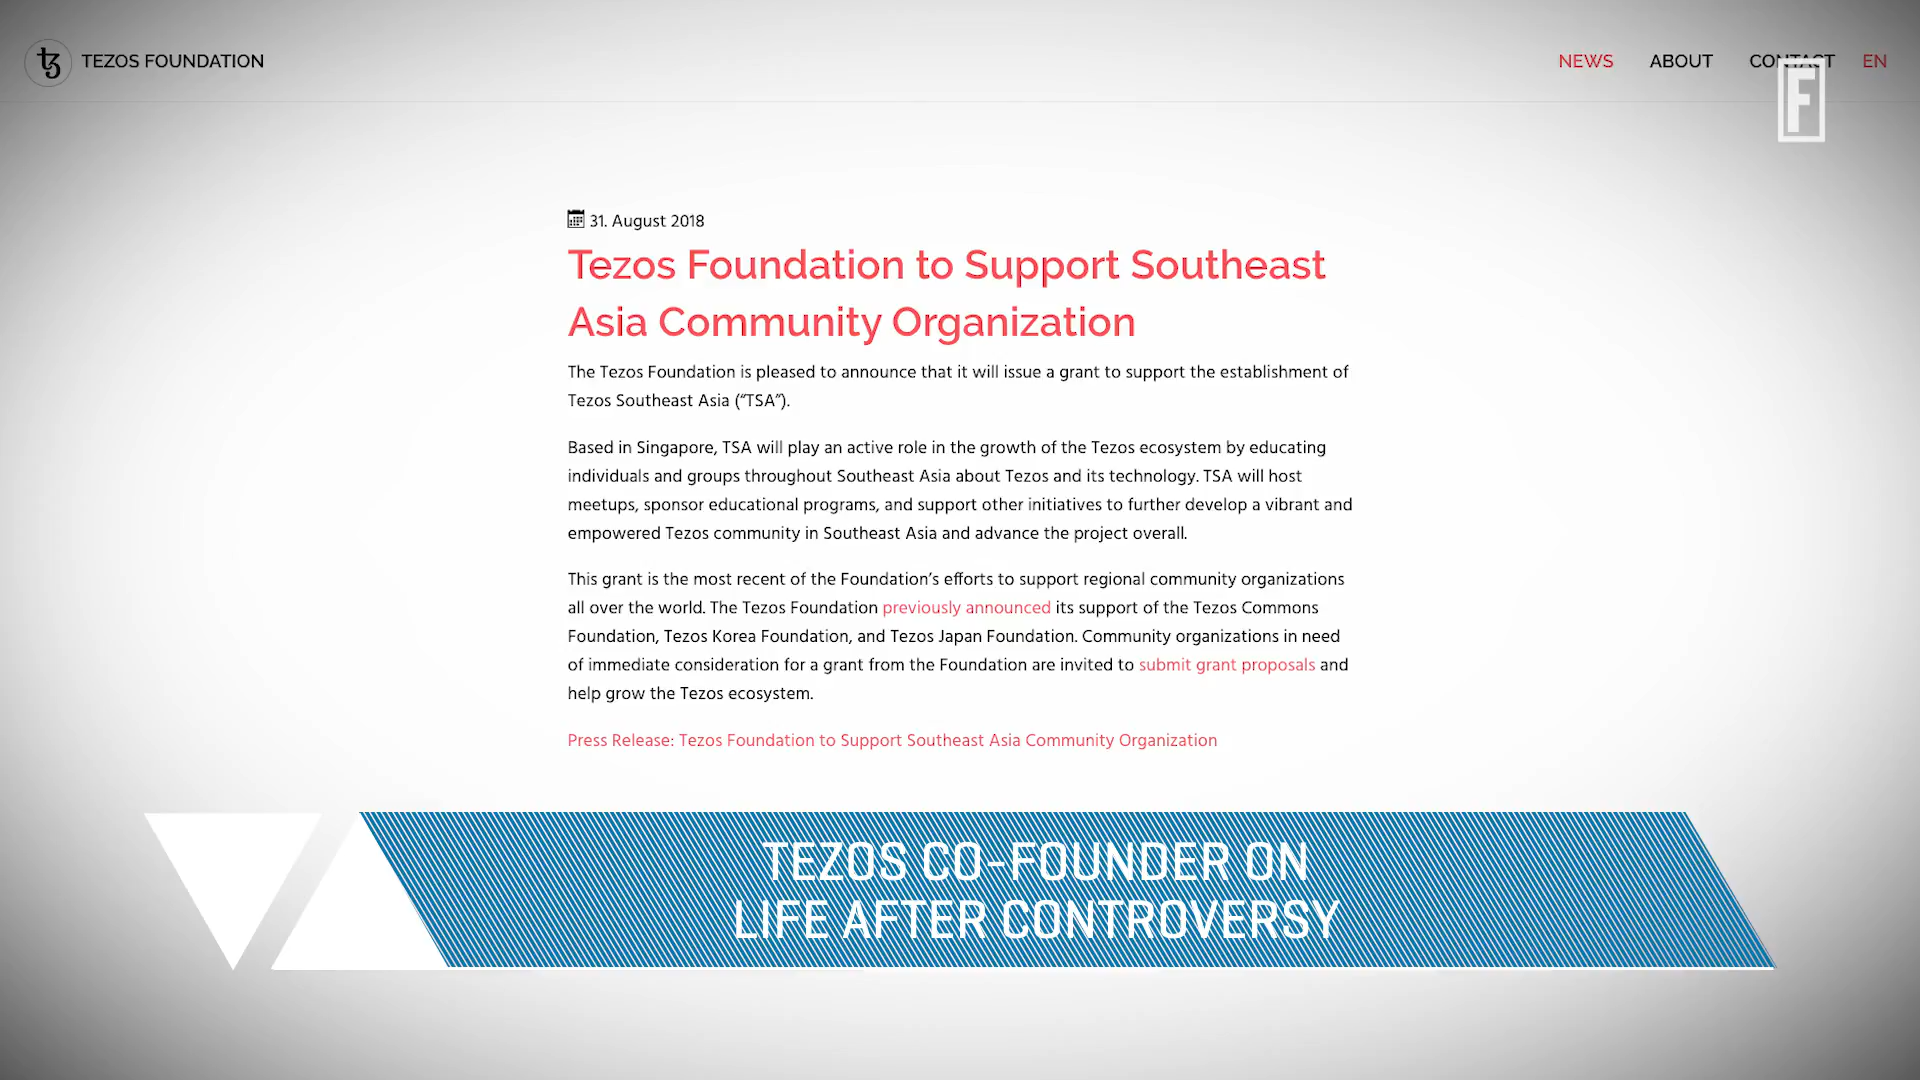 TEZOS FOUNDATION
NEWS ABOUT CONTACT EN
F
31. August 2018
Tezos Foundation to Support Southeast
Asia Community Organization
The Tezos Foundation is pleased to announce that it will issue a grant to support the establishment of
Tezos Southeast Asia (“TSA”).
Based in Singapore, TSA will play an active role in the growth of the Tezos ecosystem by educating
individuals and groups throughout Southeast Asia about Tezos and its technology. TSA will host
meetups, sponsor educational programs, and support other initiatives to further develop a vibrant and
empowered Tezos community in Southeast Asia and advance the project overall.
This grant is the most recent of the Foundation’s efforts to support regional community organizations
all over the world. The Tezos Foundation previously announced its support of the Tezos Commons
Foundation, Tezos Korea Foundation, and Tezos Japan Foundation. Community organizations in need
of immediate consideration for a grant from the Foundation are invited to submit grant proposals and
help grow the Tezos ecosystem.
Press Release: Tezos Foundation to Support Southeast Asia Community Organization
TEZOS CO-FOUNDER ON
LIFE AFTER CONTROVERSY